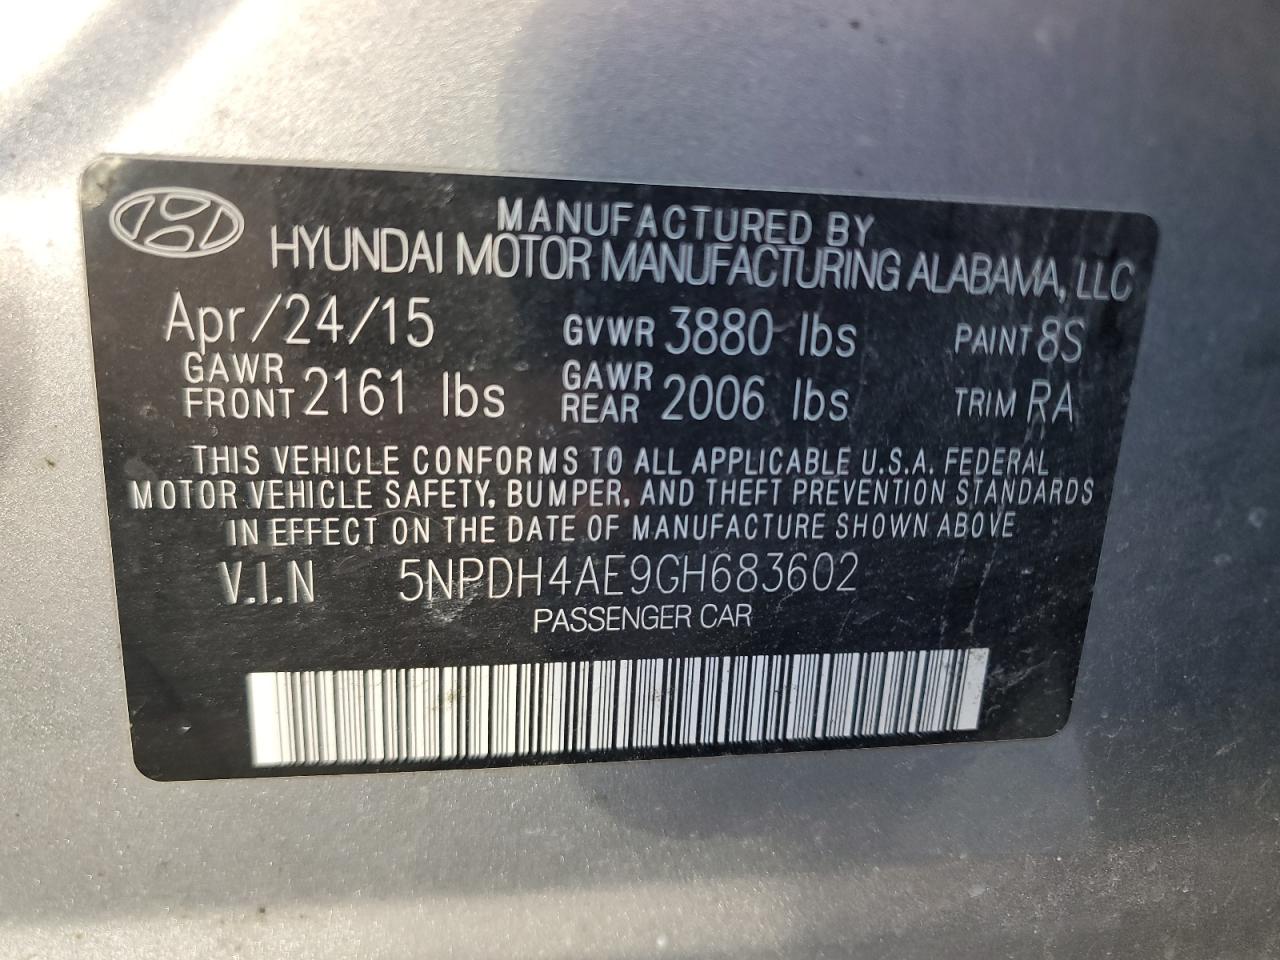 MANUFACTURED BY
HYUNDAI MOTOR MANUFACTURING ALABAMA, LLC
Apr/24/15 GVWR 3880 lbs PAINT 8S
GAWR FRONT 2161 lbs GAWR REAR 2006 lbs TRIM RA
THIS VEHICLE CONFORMS TO ALL APPLICABLE U.S.A. FEDERAL
MOTOR VEHICLE SAFETY, BUMPER, AND THEFT PREVENTION STANDARDS
IN EFFECT ON THE DATE OF MANUFACTURE SHOWN ABOVE
V.I.N 5NPDH4AE9GH683602
PASSENGER CAR